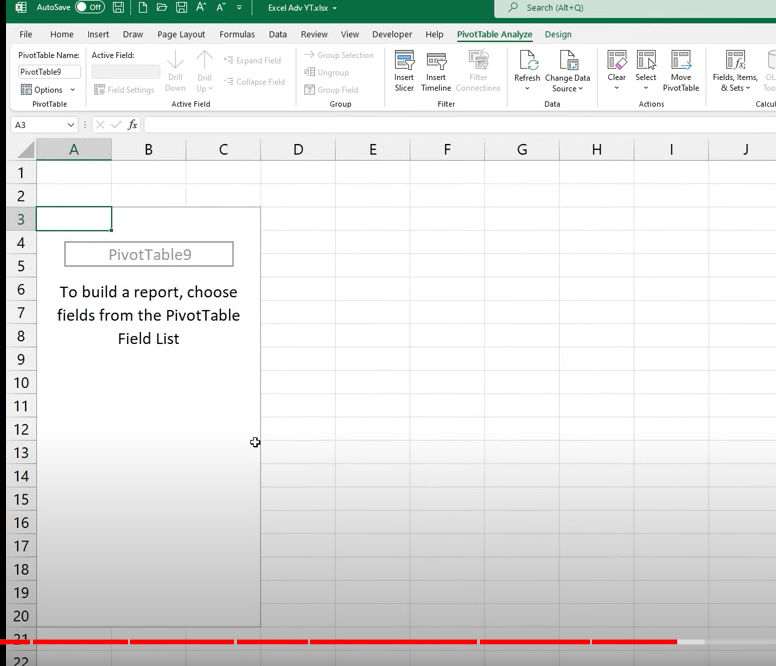 AutoSave Off Excel Adv YT.xlsx Search (Alt+Q)
File Home Insert Draw Page Layout Formulas Data Review View Developer Help PivotTable Analyze Design
PivotTable Name:
PivotTable9
Options
PivotTable
Active Field:
Field Settings
Drill
Down
Drill
Up
Expand Field
Collapse Field
Active Field
Group Selection
Ungroup
Group Field
Group
Insert
Slicer
Insert
Timeline
Filter
Connections
Filter
Refresh
Change Data
Source
Data
Clear
Select
Move
PivotTable
Actions
Fields, Items,
& Sets
A3 fx
A B C D E F G H I J
1
2
3
4
PivotTable9
5
6
To build a report, choose
7
fields from the PivotTable
8
Field List
9
10
11
12
13
14
15
16
17
18
19
20
21
22